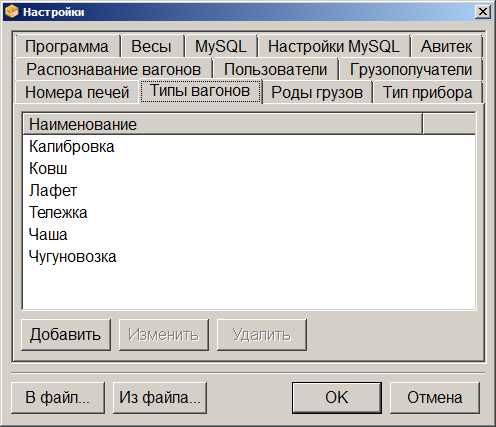 Настройки
Программа Весы MySQL Настройки MySQL Авитек
Распознавание вагонов Пользователи Грузополучатели
Номера печей Типы вагонов Роды грузов Тип прибора
Наименование
Калибровка
Ковш
Лафет
Тележка
Чаша
Чугуновозка
Добавить Изменить Удалить
В файл... Из файла... OK Отмена